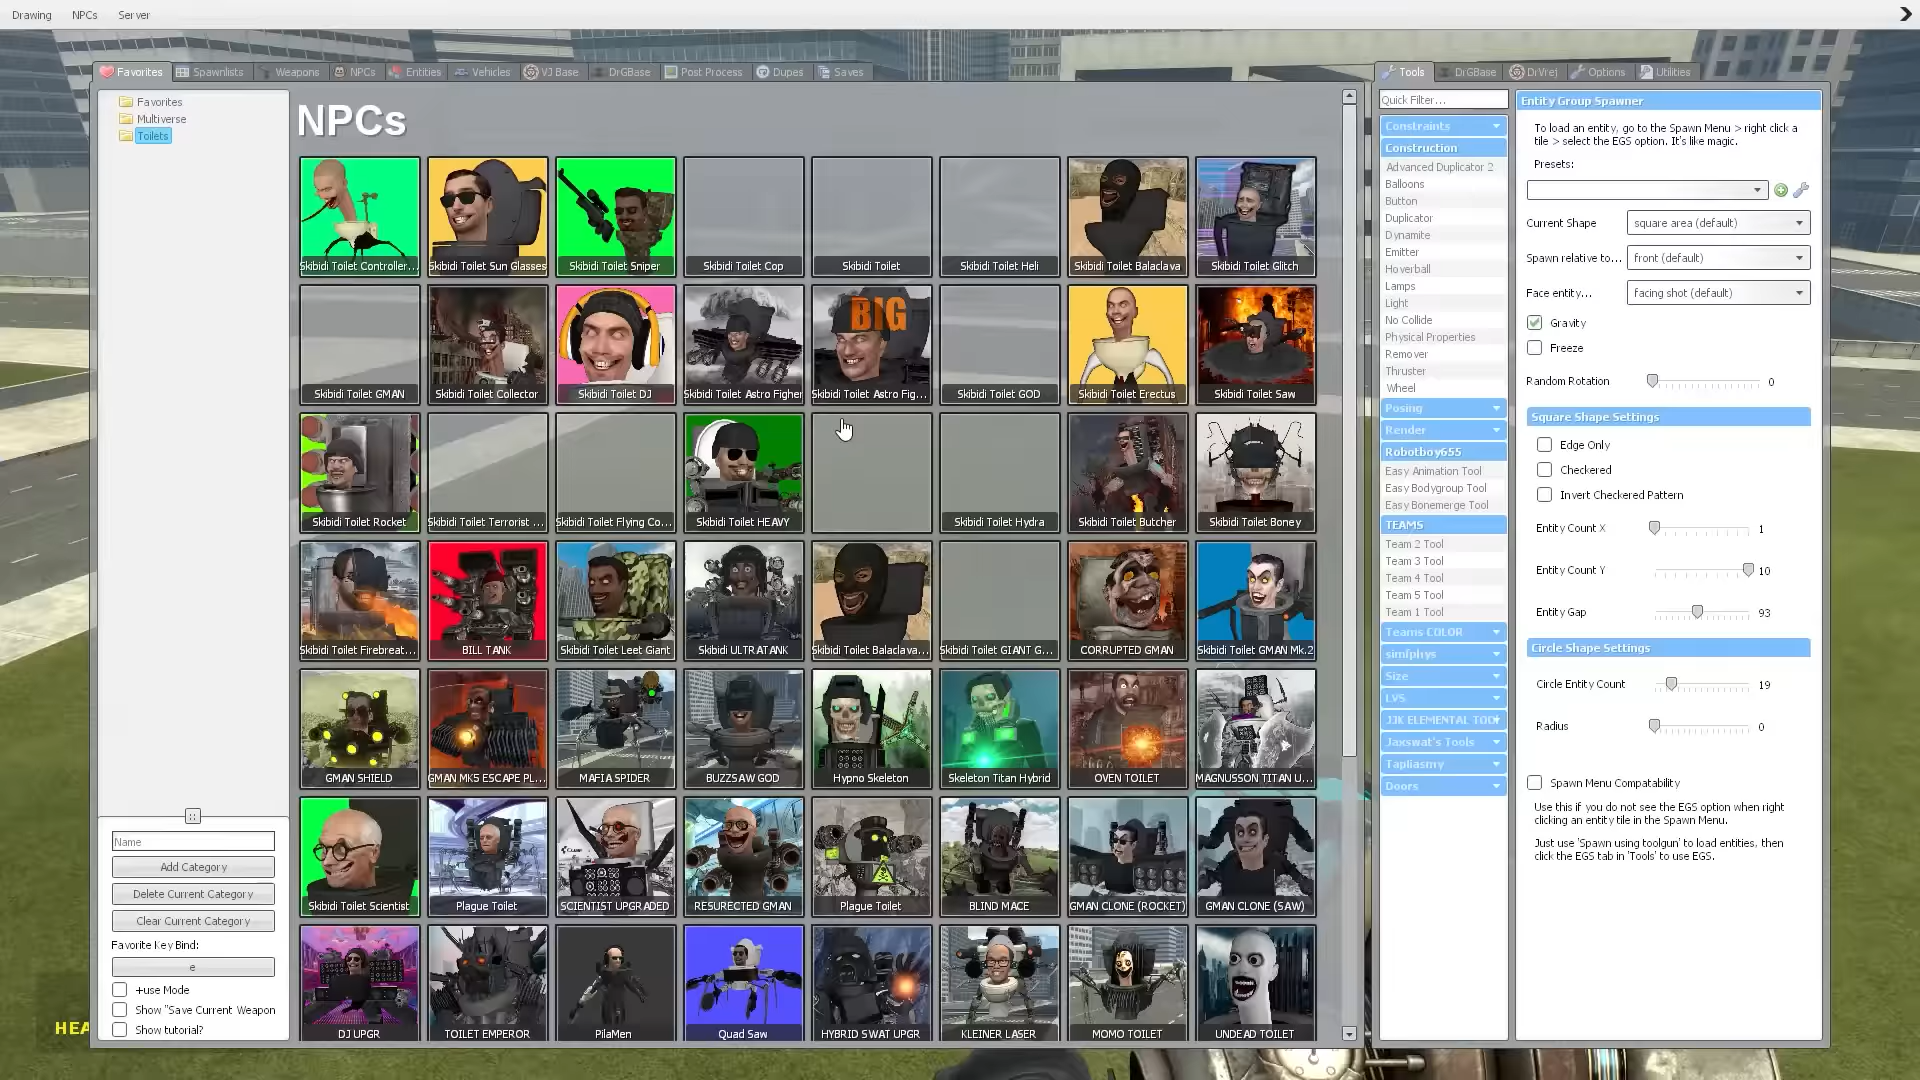 Drawing NPCs Server
Favorites Spawnlists Weapons NPCs Entities Vehicles VJ Base DrGBase Post Process Dupes Saves
Tools DrGBase DrVrej Options Utilities
Favorites
Multiverse
Toilets
NPCs
Skibidi Toilet Controller... Skibidi Toilet Sun Glasses Skibidi Toilet Sniper Skibidi Toilet Cop Skibidi Toilet Skibidi Toilet Heli Skibidi Toilet Balaclava Skibidi Toilet Glitch
BIG
Skibidi Toilet GMAN Skibidi Toilet Collector Skibidi Toilet DJ Skibidi Toilet Astro Figher Skibidi Toilet Astro Fig... Skibidi Toilet GOD Skibidi Toilet Erectus Skibidi Toilet Saw
Skibidi Toilet Rocket Skibidi Toilet Terrorist ... Skibidi Toilet Flying Co... Skibidi Toilet HEAVY Skibidi Toilet Hydra Skibidi Toilet Butcher Skibidi Toilet Boney
Skibidi Toilet Firebreat... BILL TANK Skibidi Toilet Leet Giant Skibidi ULTRATANK Skibidi Toilet Balaclava... Skibidi Toilet GIANT G... CORRUPTED GMAN Skibidi Toilet GMAN Mk.2
GMAN SHIELD GMAN MK5 ESCAPE PL... MAFIA SPIDER BUZZSAW GOD Hypno Skeleton Skeleton Titan Hybrid OVEN TOILET MAGNUSSON TITAN U...
Skibidi Toilet Scientist Plague Toilet SCIENTIST UPGRADED RESURECTED GMAN Plague Toilet BLIND MACE GMAN CLONE (ROCKET) GMAN CLONE (SAW)
DJ UPGR TOILET EMPEROR PilaMen Quad Saw HYBRID SWAT UPGR KLEINER LASER MOMO TOILET UNDEAD TOILET
Name
Add Category
Delete Current Category
Clear Current Category
Favorite Key Bind:
e
+use Mode
Show "Save Current Weapon
Show tutorial?
HEA
Quick Filter...
Constraints
Construction
Advanced Duplicator 2
Balloons
Button
Duplicator
Dynamite
Emitter
Hoverball
Lamps
Light
No Collide
Physical Properties
Remover
Thruster
Wheel
Posing
Render
Robotboy655
Easy Animation Tool
Easy Bodygroup Tool
Easy Bonemerge Tool
TEAMS
Team 2 Tool
Team 3 Tool
Team 4 Tool
Team 5 Tool
Team 1 Tool
Teams COLOR
simfphys
Size
LVS
JJK ELEMENTAL TOO
Jaxswat's Tools
Tapliasmy
Doors
Entity Group Spawner
To load an entity, go to the Spawn Menu > right click a
tile > select the EGS option. It's like magic.
Presets:
Current Shape square area (default)
Spawn relative to... front (default)
Face entity... facing shot (default)
Gravity
Freeze
Random Rotation 0
Square Shape Settings
Edge Only
Checkered
Invert Checkered Pattern
Entity Count X 1
Entity Count Y 10
Entity Gap 93
Circle Shape Settings
Circle Entity Count 19
Radius 0
Spawn Menu Compatability
Use this if you do not see the EGS option when right
clicking an entity tile in the Spawn Menu.
Just use 'Spawn using toolgun' to load entities, then
click the EGS tab in 'Tools' to use EGS.